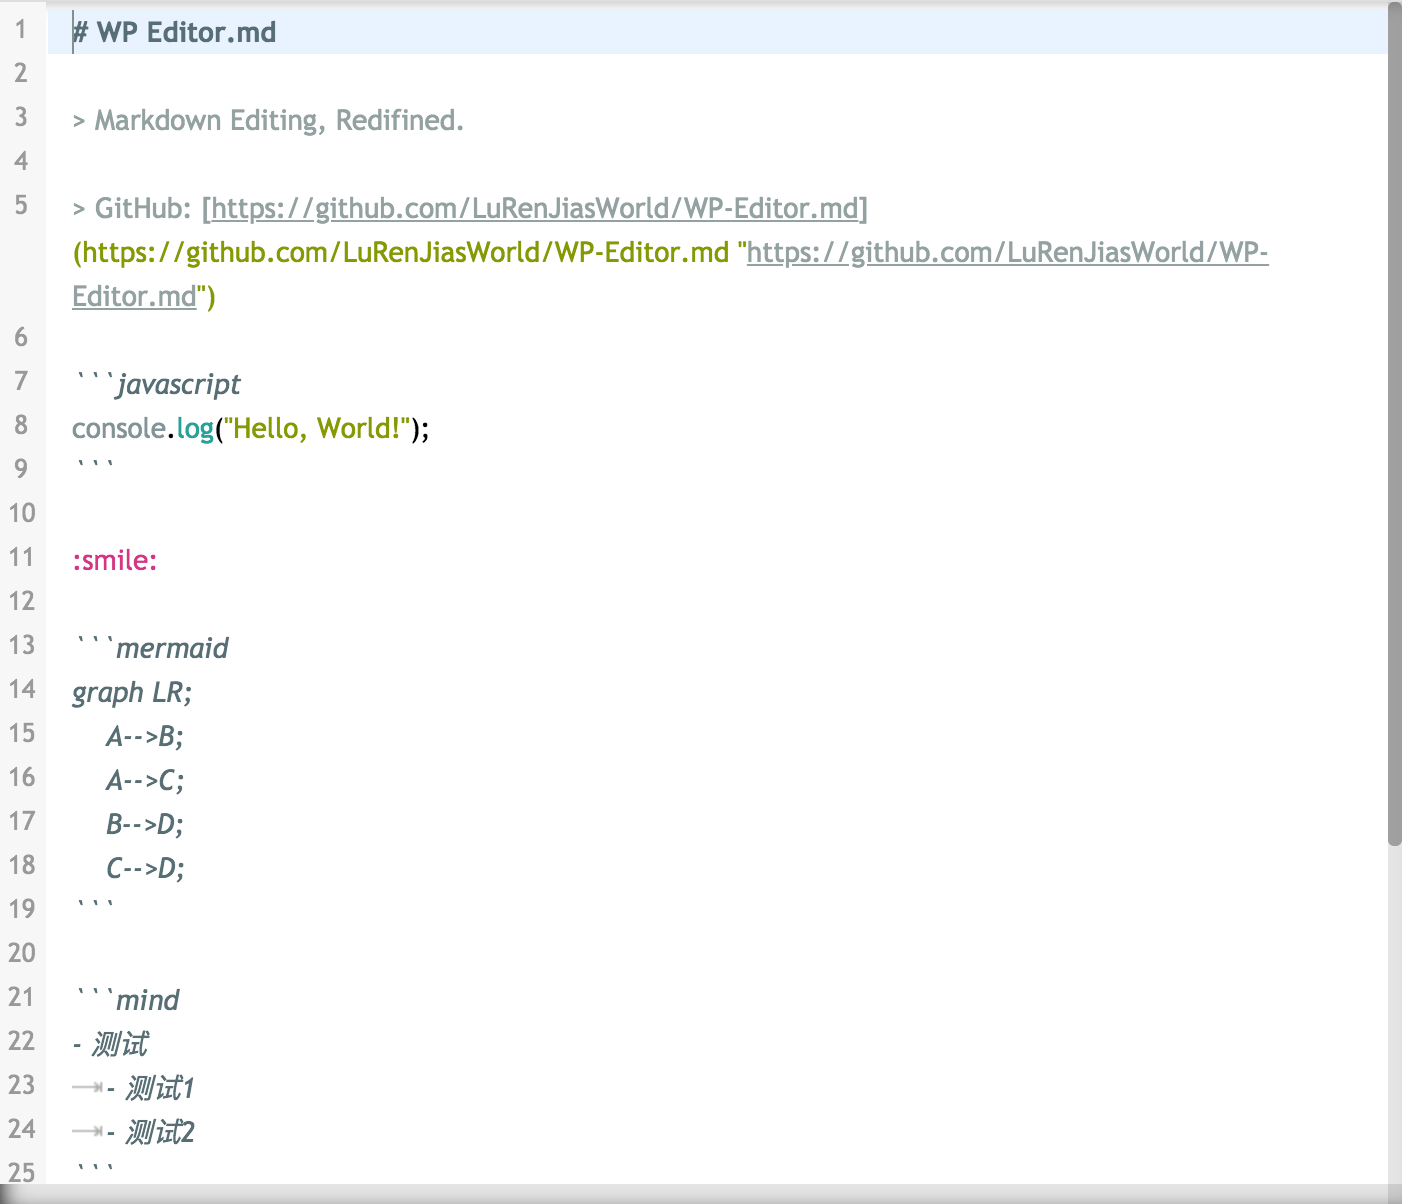 1 # WP Editor.md
2
3 > Markdown Editing, Redifined.
4
5 > GitHub: [https://github.com/LuRenJiasWorld/WP-Editor.md]
(https://github.com/LuRenJiasWorld/WP-Editor.md "https://github.com/LuRenJiasWorld/WP-
Editor.md")
6
7 ```javascript
8 console.log("Hello, World!");
9 ```
10
11 :smile:
12
13 ```mermaid
14 graph LR;
15     A-->B;
16     A-->C;
17     B-->D;
18     C-->D;
19 ```
20
21 ```mind
22 - 测试
23 	- 测试1
24 	- 测试2
25 ```